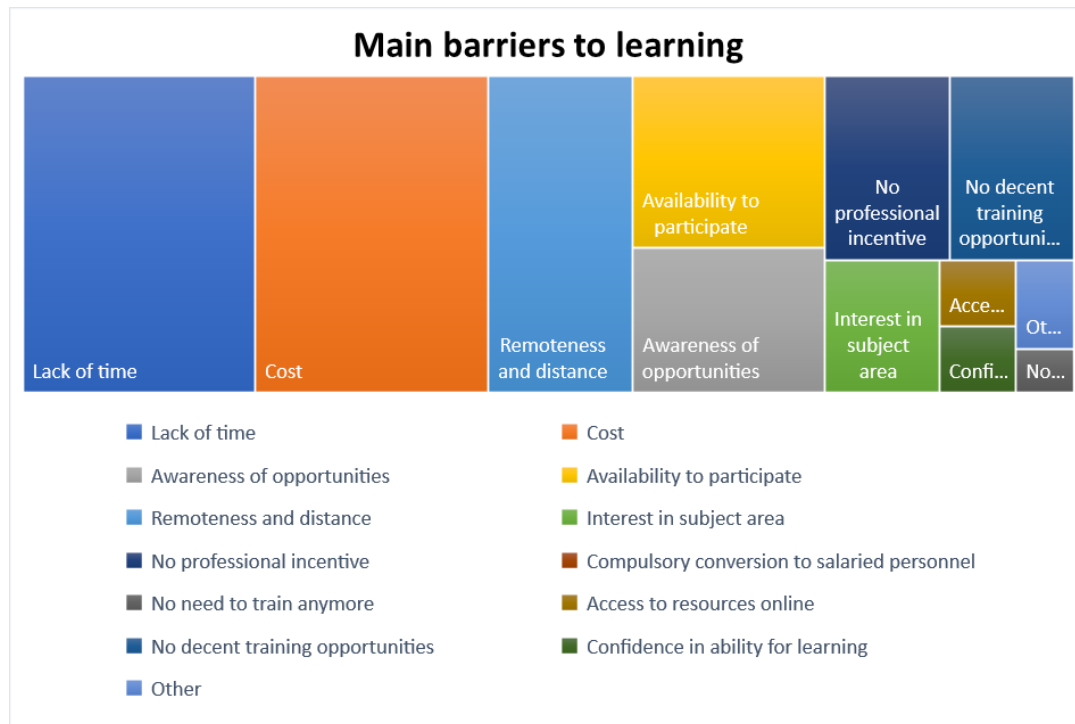 Main barriers to learning
Lack of time
Cost
Remoteness
and distance
Availability to
participate
Awareness of
opportunities
No
professional
incentive
No decent
training
opportuni...
Interest in
subject
area
Acce...
Confi...
Ot...
No...
Lack of time
Cost
Awareness of opportunities
Availability to participate
Remoteness and distance
Interest in subject area
No professional incentive
Compulsory conversion to salaried personnel
No need to train anymore
Access to resources online
No decent training opportunities
Confidence in ability for learning
Other